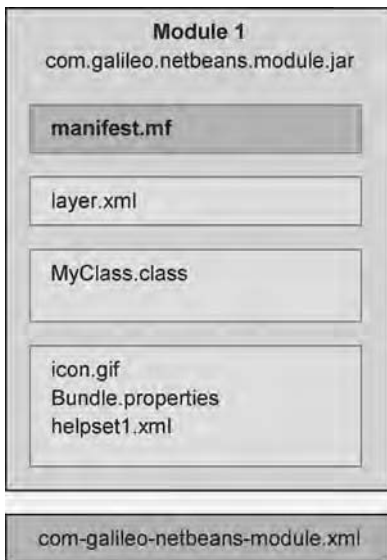 Module 1
com.galileo.netbeans.module.jar
manifest.mf
layer.xml
MyClass.class
icon.gif
Bundle.properties
helpset1.xml
com-galileo-netbeans-module.xml